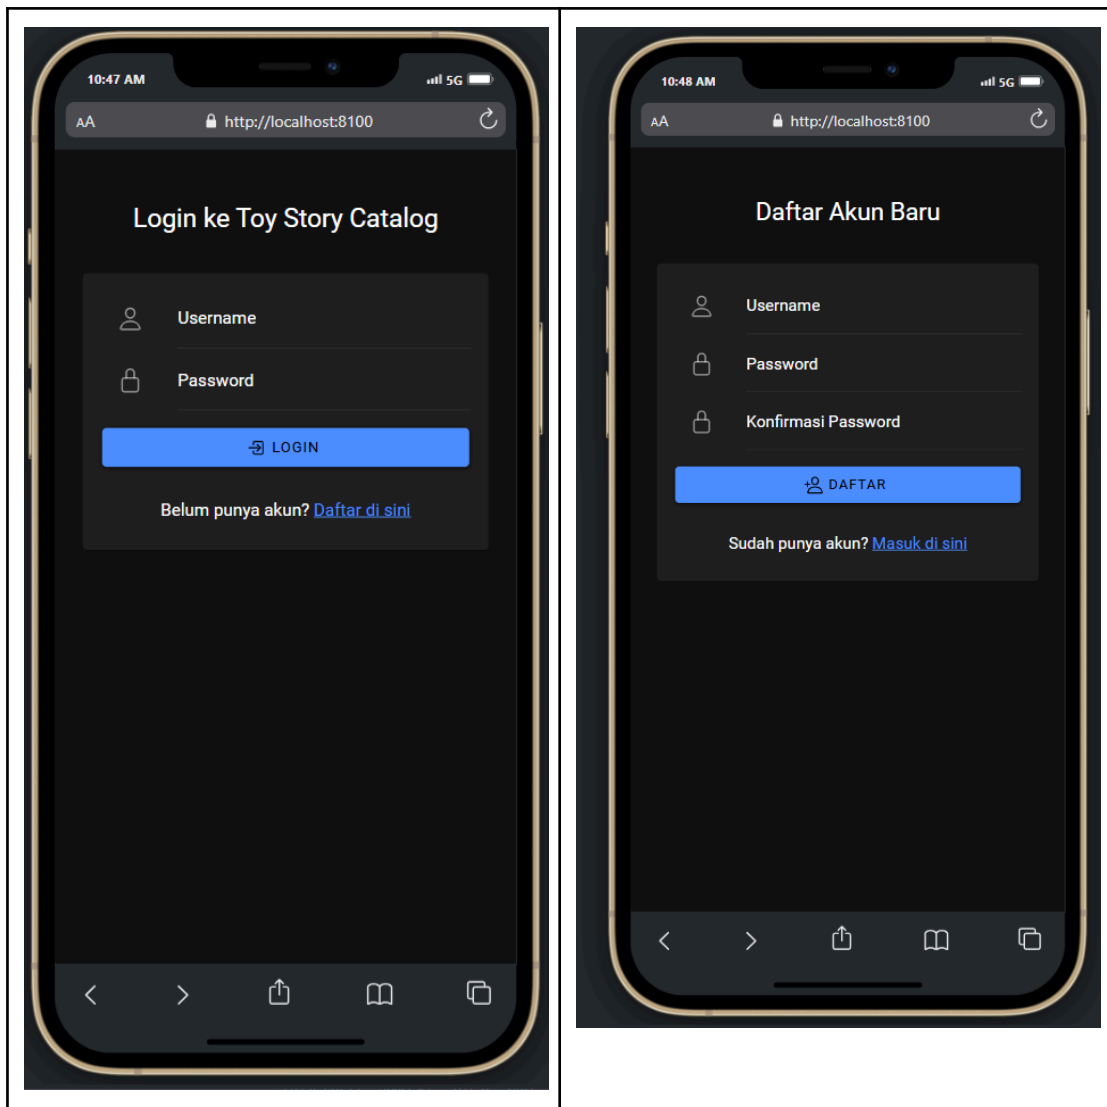 10:47 AM
5G
AA
http://localhost:8100
Login ke Toy Story Catalog
Username
Password
LOGIN
Belum punya akun? Daftar di sini
10:48 AM
5G
AA
http://localhost:8100
Daftar Akun Baru
Username
Password
Konfirmasi Password
DAFTAR
Sudah punya akun? Masuk di sini